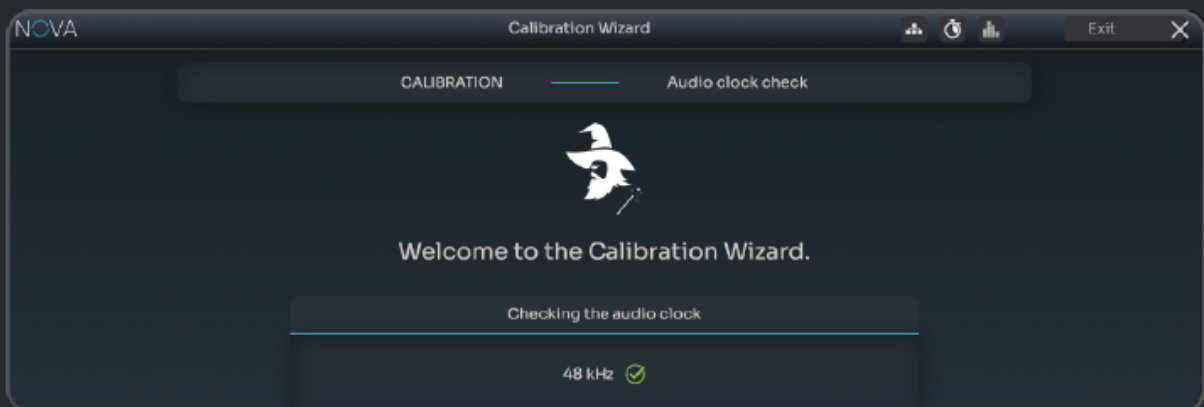 NOVA Calibration Wizard Exit
CALIBRATION Audio clock check
Welcome to the Calibration Wizard.
Checking the audio clock
48 kHz